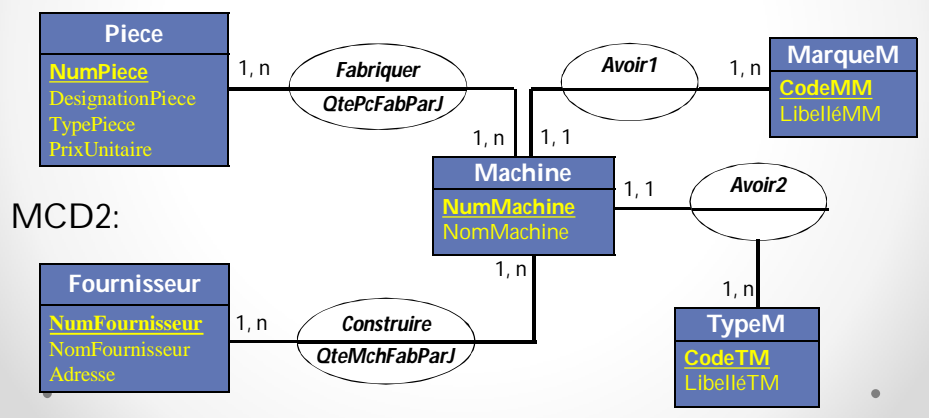 Piece
NumPiece
DesignationPiece
TypePiece
PrixUnitaire
1, n
Fabriquer
QtePcFabParJ
1, n
Avoir1
1, n
1, 1
MarqueM
CodeMM
LibelléMM
Machine
NumMachine
NomMachine
1, 1
Avoir2
1, n
MCD2:
Fournisseur
NumFournisseur
NomFournisseur
Adresse
1, n
Construire
QteMchFabParJ
1, n
TypeM
CodeTM
LibelléTM